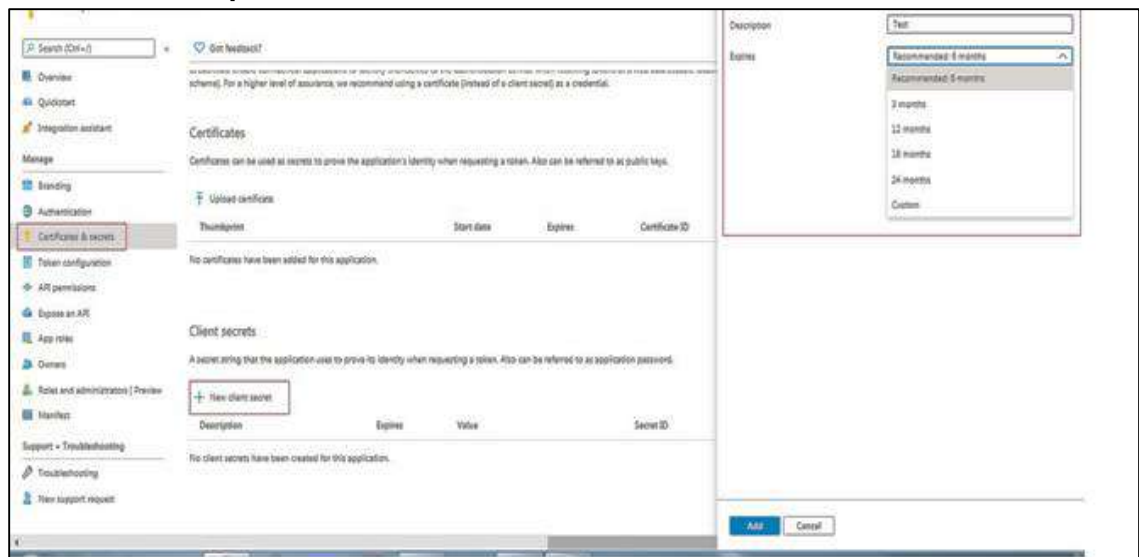 Search (Ctrl+/)
«
Overview
Quickstart
Integration assistant
Manage
Branding
Authentication
Certificates & secrets
Token configuration
API permissions
Expose an API
App roles
Owners
Roles and administrators | Preview
Manifest
Support + Troubleshooting
Troubleshooting
New support request
Got feedback?
scheme). For a higher level of assurance, we recommend using a certificate (instead of a client secret) as a credential.
Certificates
Certificates can be used as secrets to prove the application's identity when requesting a token. Also can be referred to as public keys.
Upload certificate
Thumbprint Start date Expires Certificate ID
No certificates have been added for this application.
Client secrets
A secret string that the application uses to prove its identity when requesting a token. Also can be referred to as application password.
+ New client secret
Description Expires Value Secret ID
No client secrets have been created for this application.
Description Test
Expires Recommended: 6 months
Recommended: 6 months
3 months
12 months
18 months
24 months
Custom
Add Cancel